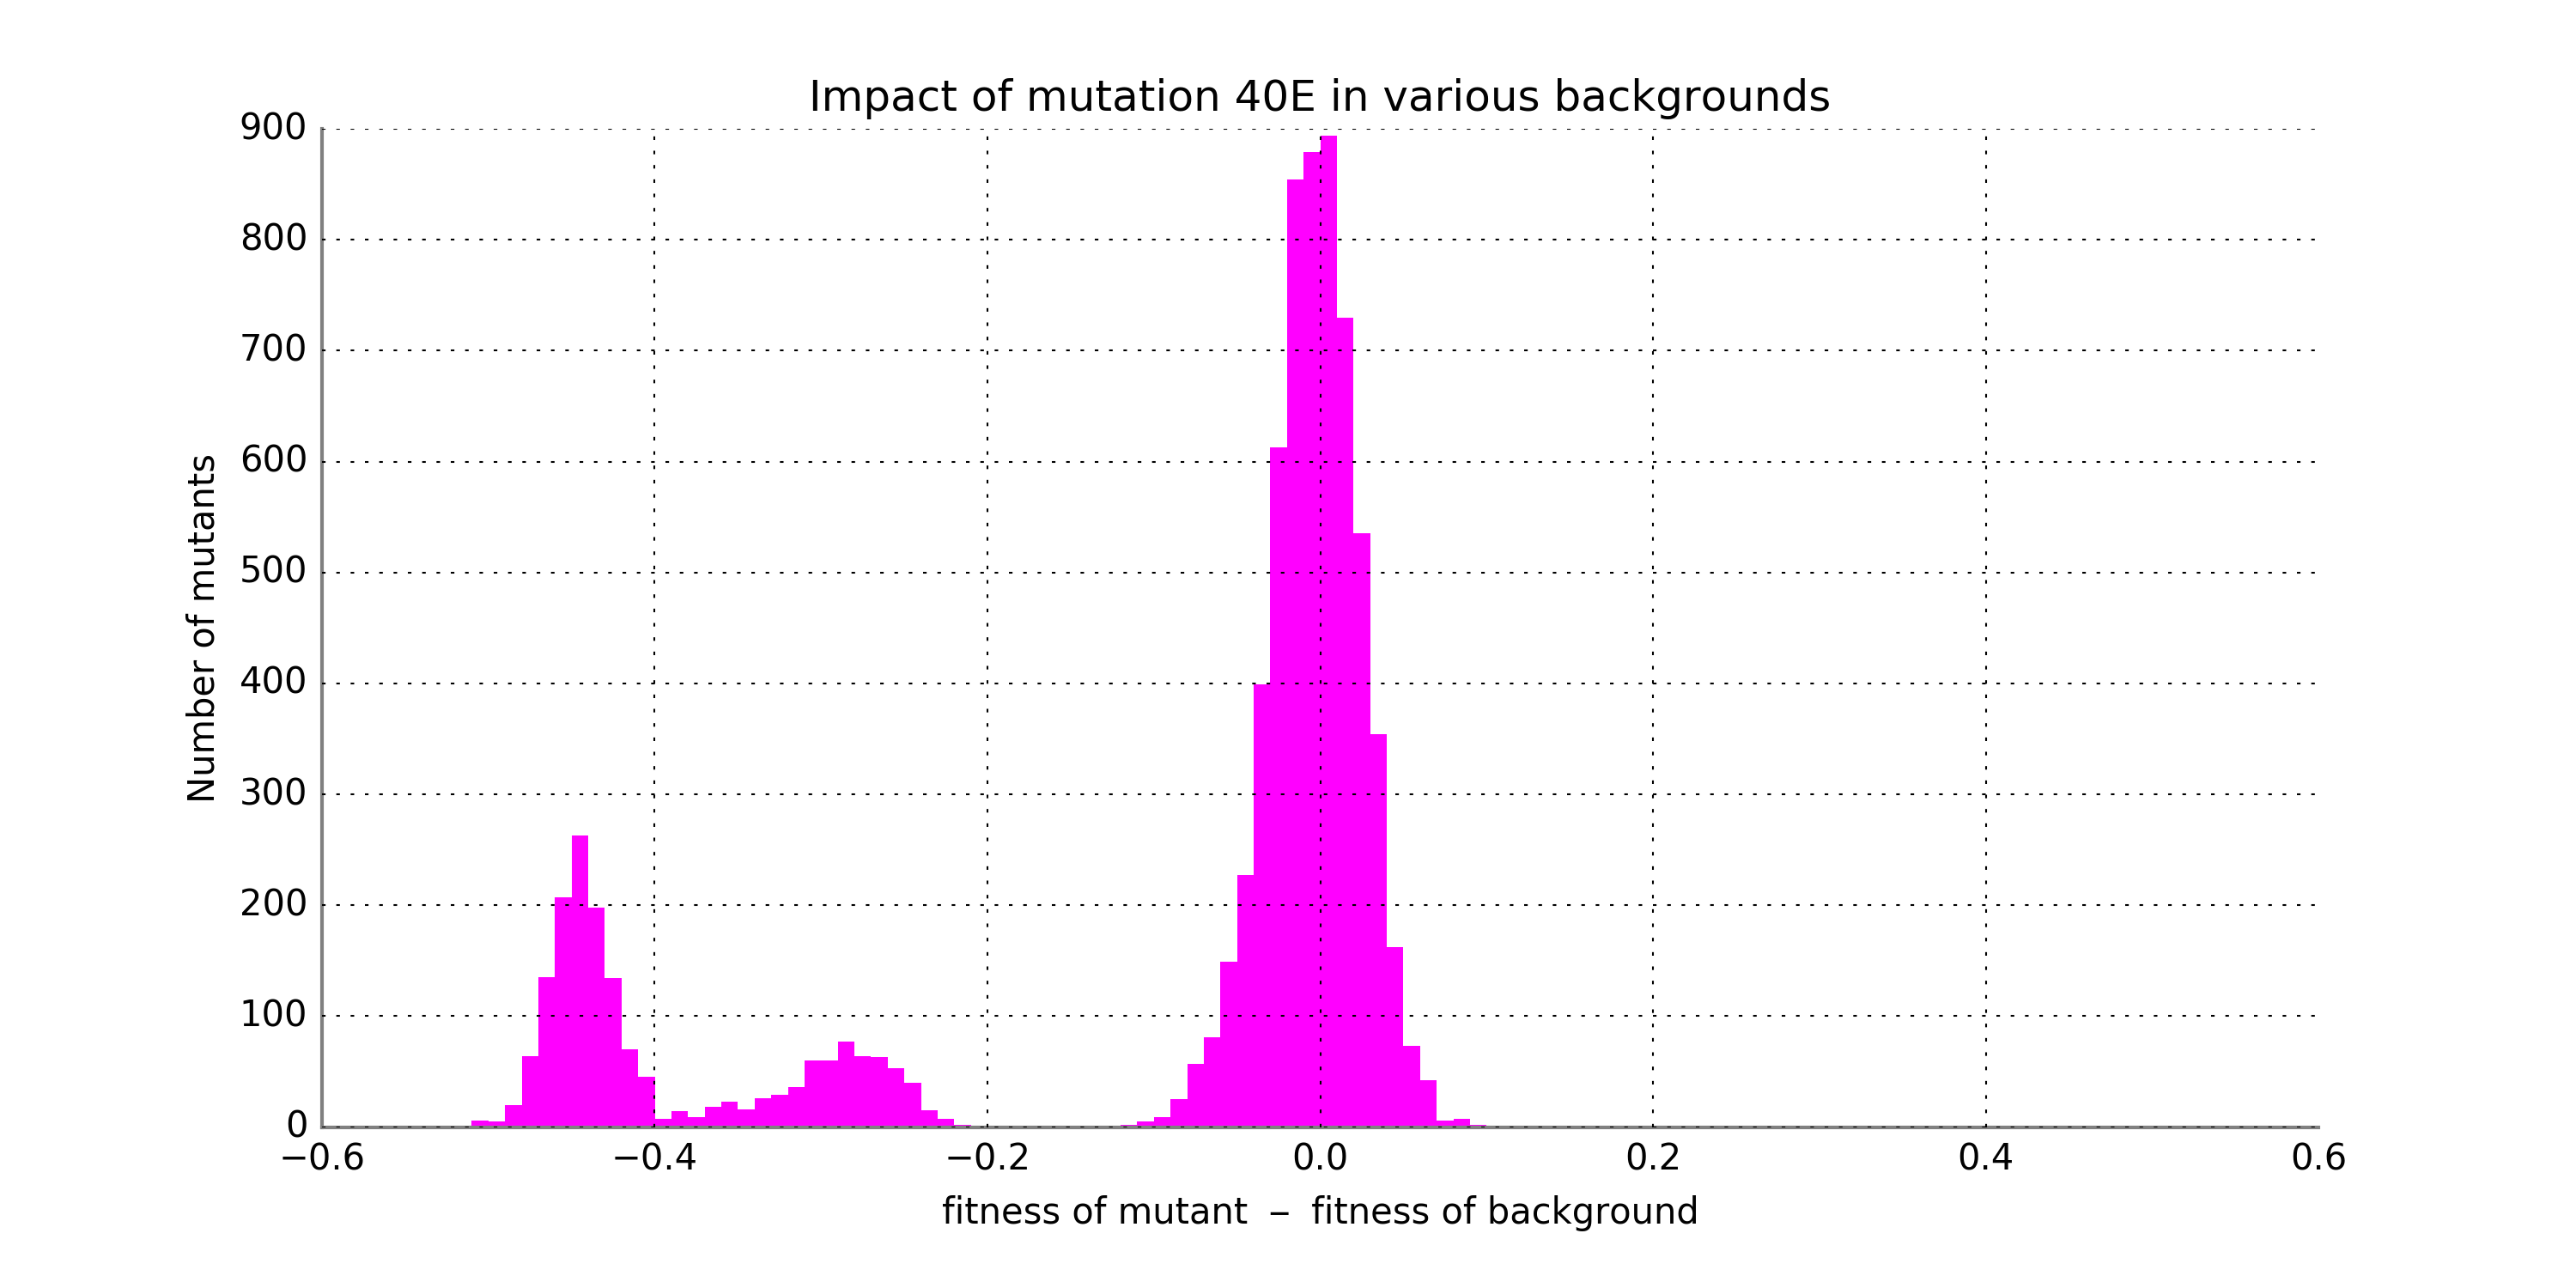 Impact of mutation 40E in various backgrounds
900
800
700
600
500
400
300
200
100
0
Number of mutants
−0.6 −0.4 −0.2 0.0 0.2 0.4 0.6
fitness of mutant − fitness of background